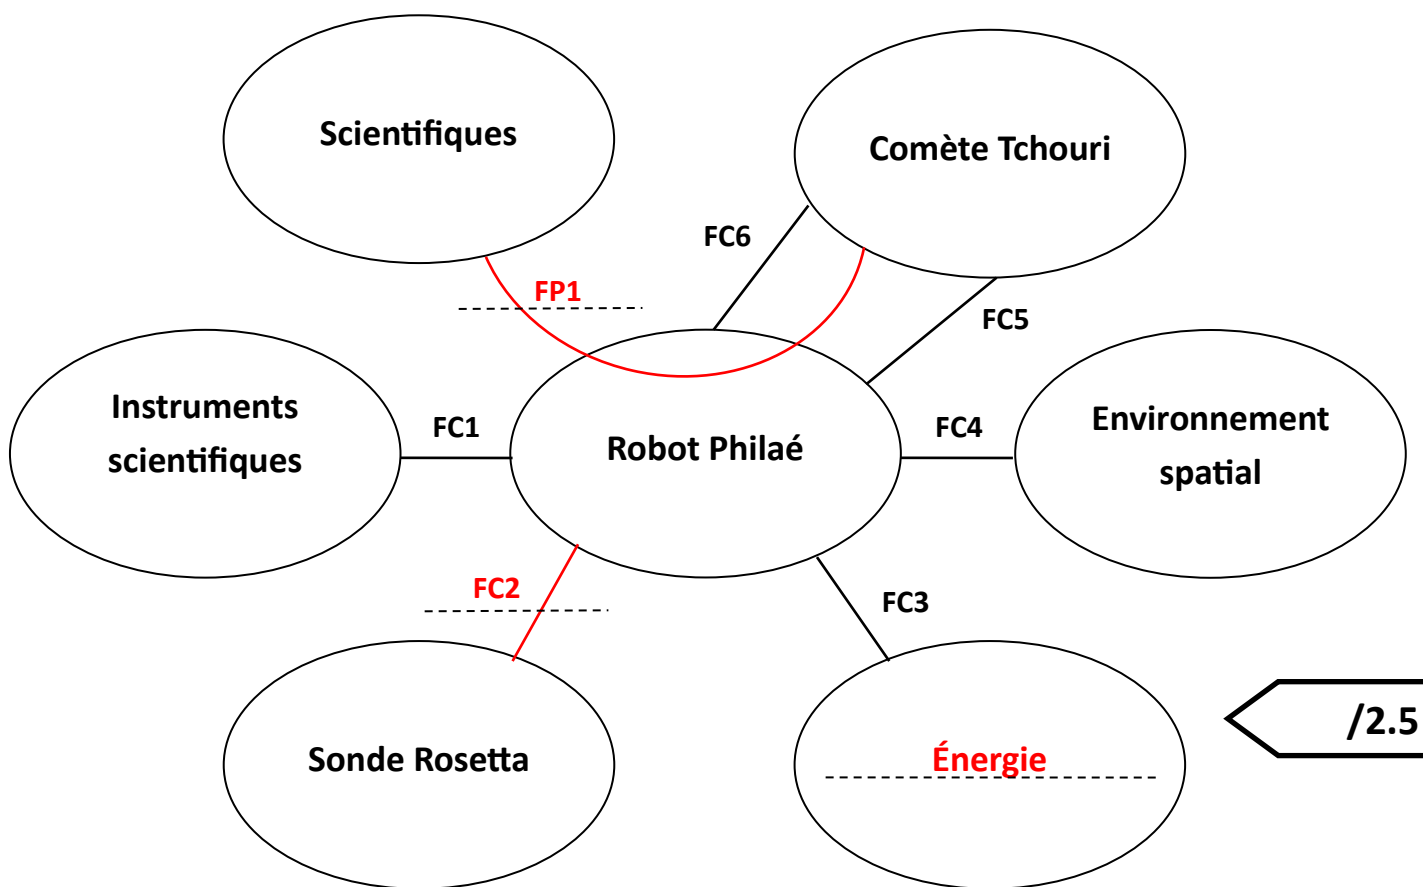 Scientifiques
Comète Tchouri
FC6
FP1
FC5
Instruments
scientifiques
FC1
Robot Philaé
FC4
Environnement
spatial
FC2
FC3
Sonde Rosetta
Énergie
/2.5